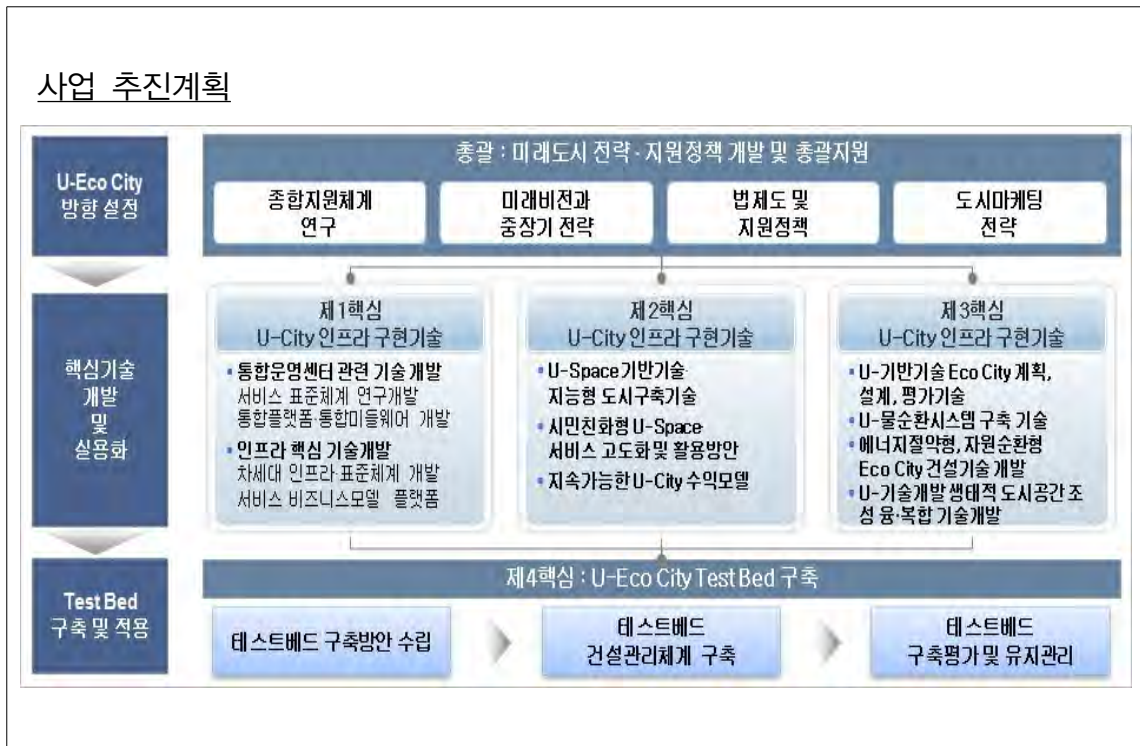 사업 추진계획
U-Eco City
방향 설정
총괄 : 미래도시 전략·지원정책 개발 및 총괄지원
종합지원체계
연구
미래비전과
중장기 전략
법제도 및
지원정책
도시마케팅
전략
핵심기술
개발
및
실용화
제1핵심
U-City 인프라 구현기술
• 통합운영센터 관련 기술 개발
서비스 표준체계 연구개발
통합플랫폼·통합미들웨어 개발
• 인프라 핵심 기술개발
차세대 인프라·표준체계 개발
서비스 비즈니스모델 플랫폼
제2핵심
U-City 인프라 구현기술
• U-Space 기반기술·
지능형 도시구축기술
• 시민친화형 U-Space·
서비스 고도화 및 활용방안
• 지속가능한 U-City 수익모델
제3핵심
U-City 인프라 구현기술
• U-기반기술 Eco City 계획,
설계, 평가기술
• U-물순환시스템 구축 기술
• 에너지절약형, 자원순환형
Eco City 건설기술 개발
• U-기술개발 생태적 도시공간 조
성 융·복합 기술개발
Test Bed
구축 및 적용
제4핵심 : U-Eco City Test Bed 구축
테스트베드 구축방안 수립
테스트베드
건설관리체계 구축
테스트베드
구축평가 및 유지관리